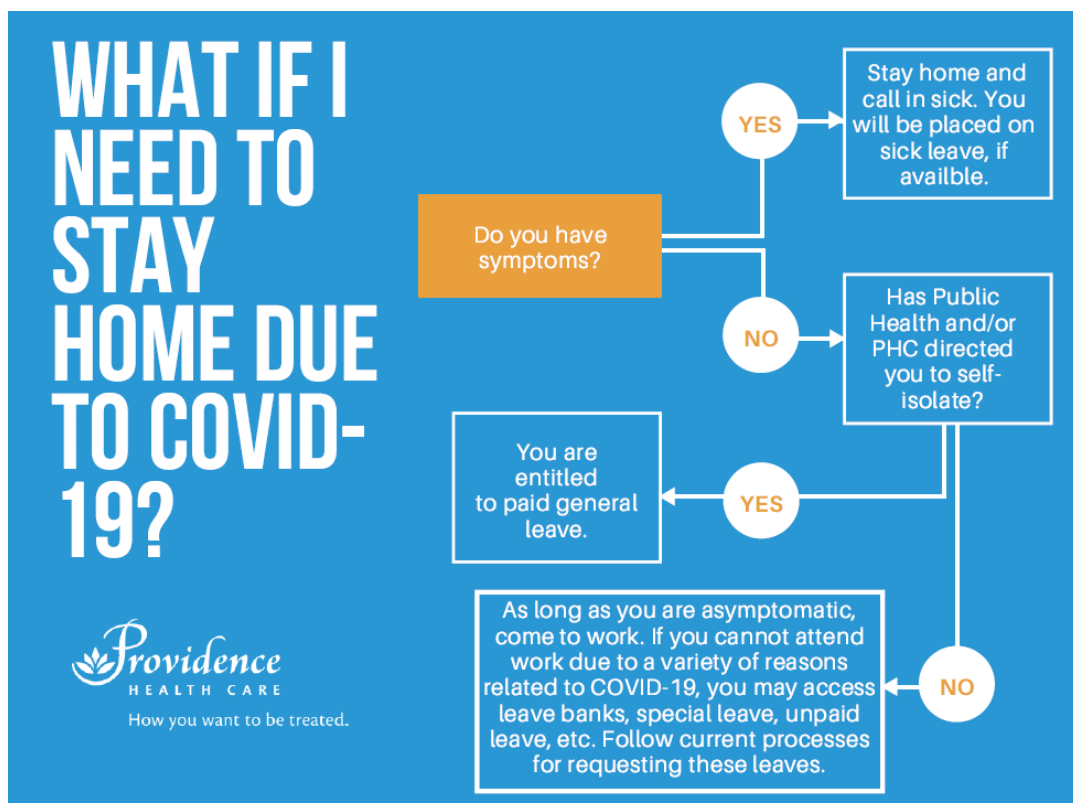 WHAT IF I
NEED TO
STAY
HOME DUE
TO COVID-
19?
Providence
HEALTH CARE
How you want to be treated.
Do you have
symptoms?
YES
Stay home and
call in sick. You
will be placed on
sick leave, if
availble.
NO
Has Public
Health and/or
PHC directed
you to self-
isolate?
YES
You are
entitled
to paid general
leave.
NO
As long as you are asymptomatic,
come to work. If you cannot attend
work due to a variety of reasons
related to COVID-19, you may access
leave banks, special leave, unpaid
leave, etc. Follow current processes
for requesting these leaves.